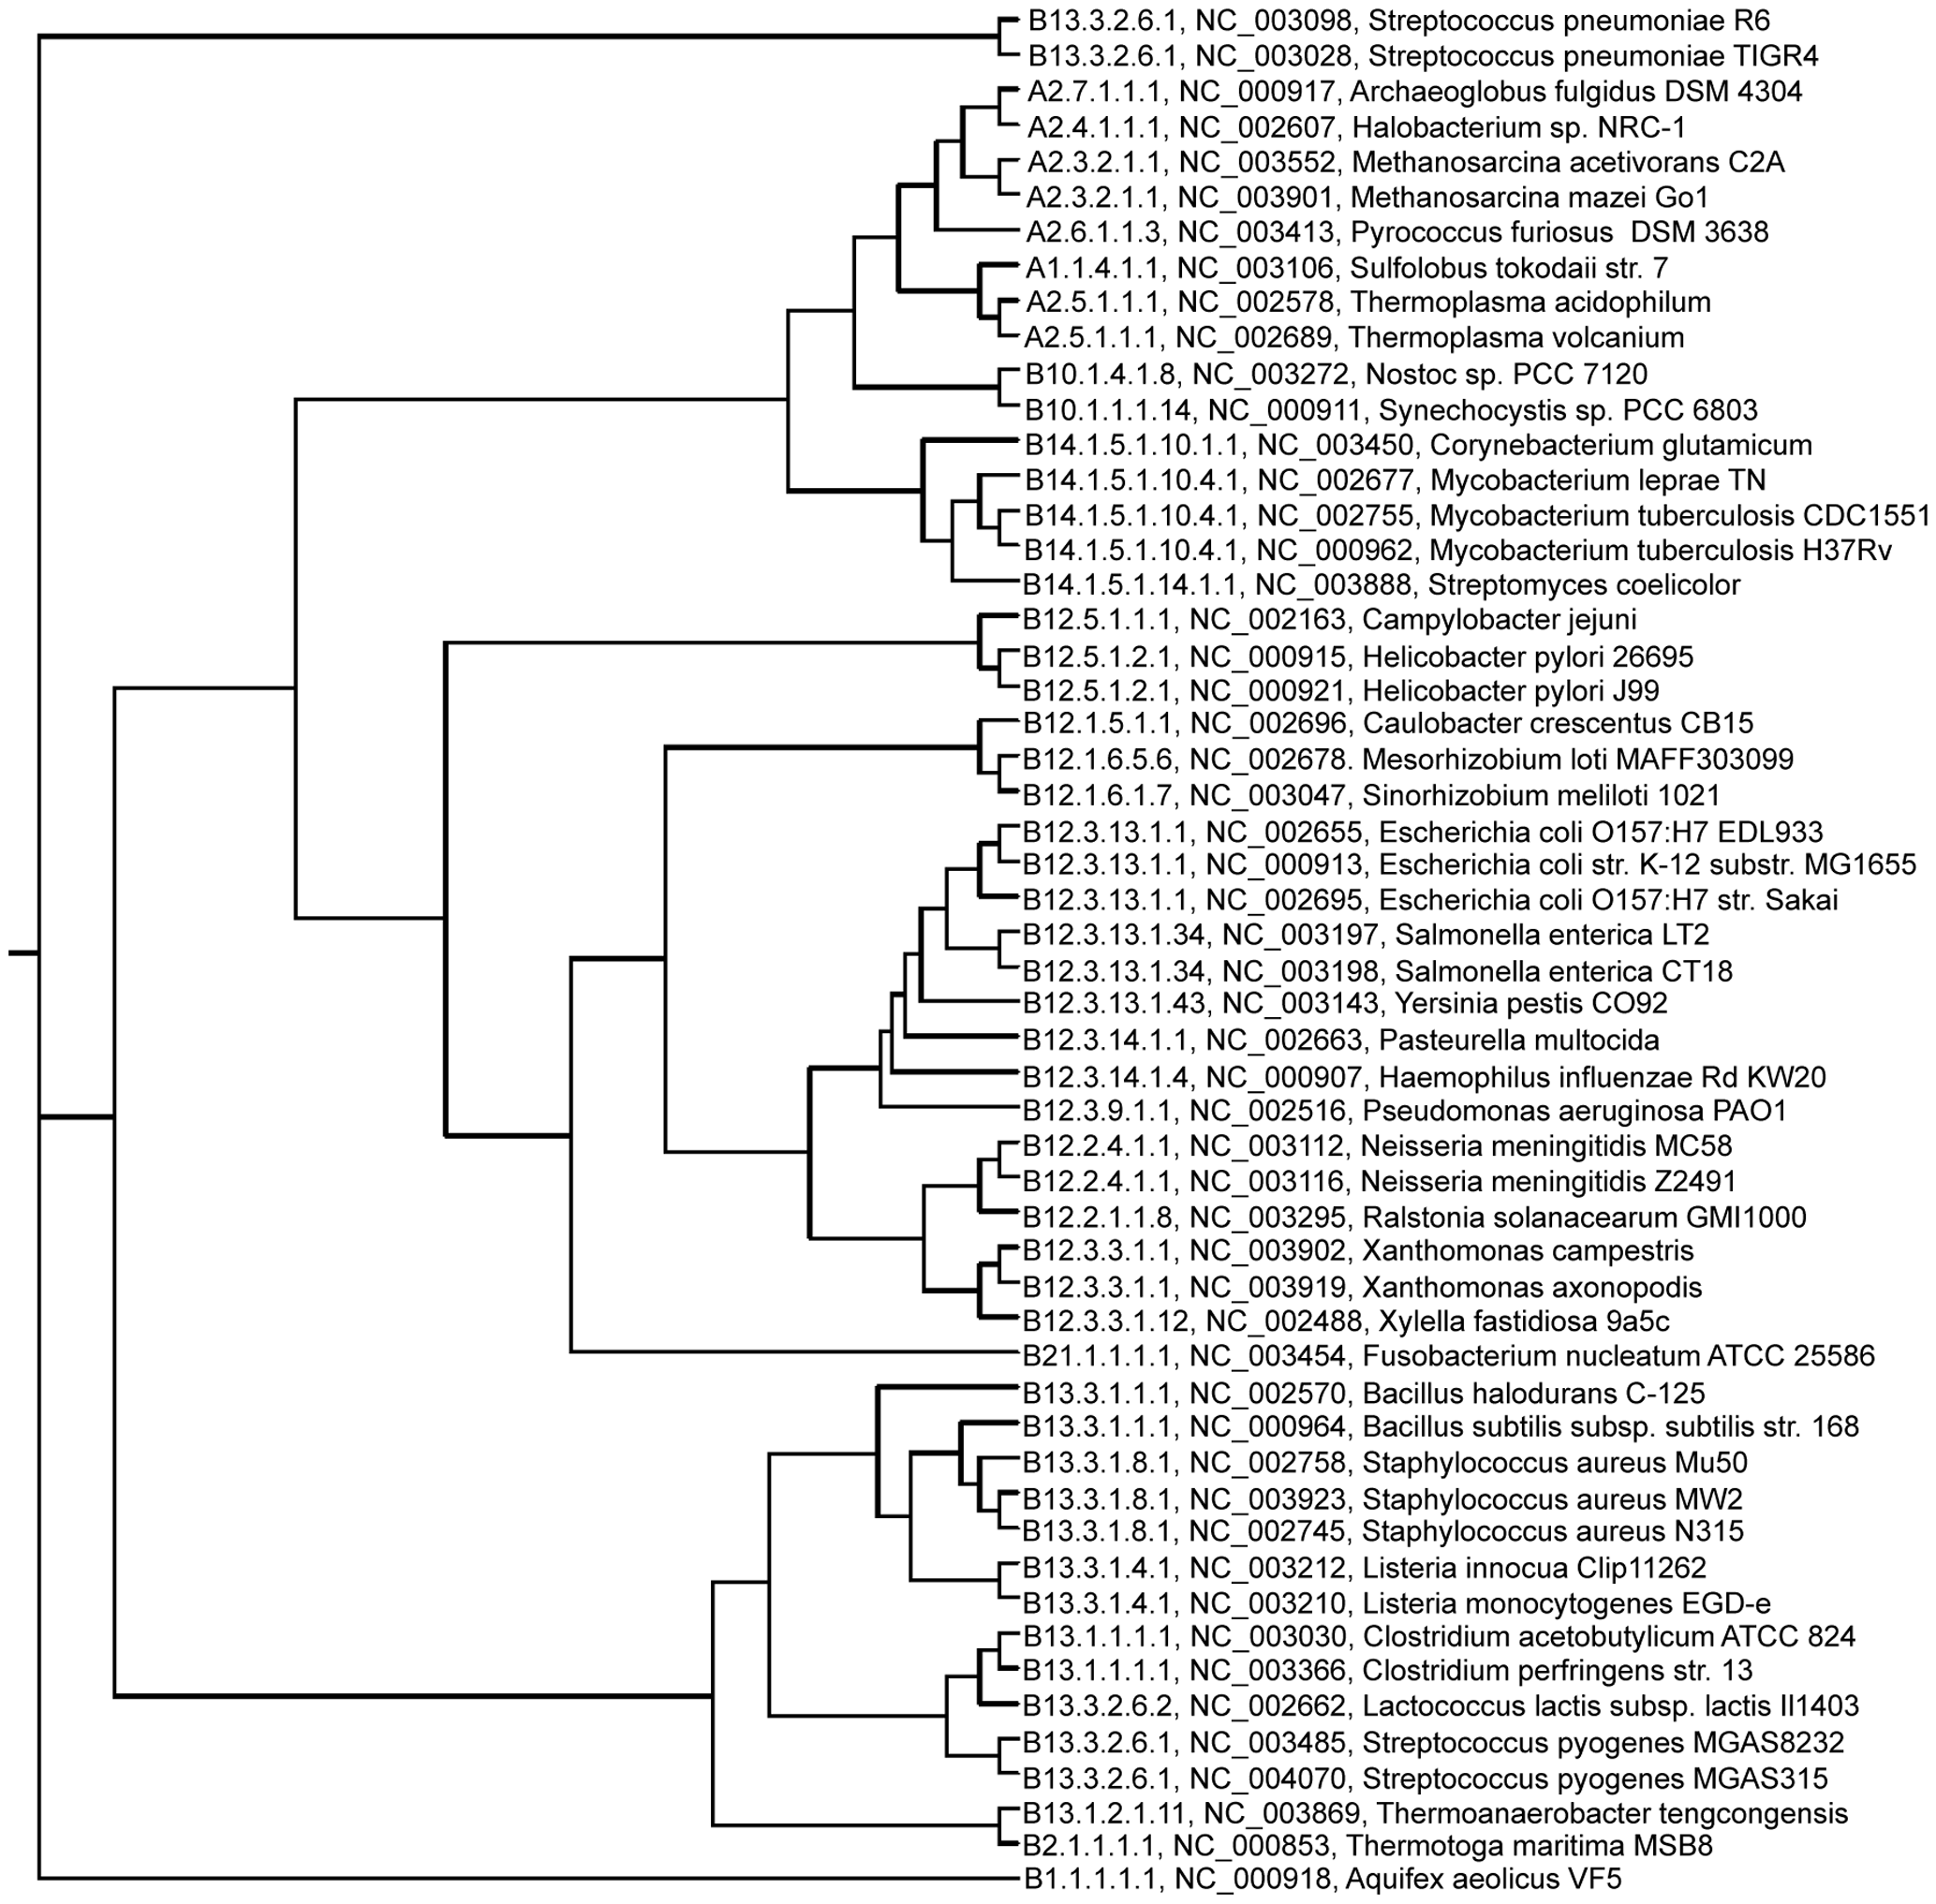 B13.3.2.6.1, NC_003098, Streptococcus pneumoniae R6
B13.3.2.6.1, NC_003028, Streptococcus pneumoniae TIGR4
A2.7.1.1.1, NC_000917, Archaeoglobus fulgidus DSM 4304
A2.4.1.1.1, NC_002607, Halobacterium sp. NRC-1
A2.3.2.1.1, NC_003552, Methanosarcina acetivorans C2A
A2.3.2.1.1, NC_003901, Methanosarcina mazei Go1
A2.6.1.1.3, NC_003413, Pyrococcus furiosus DSM 3638
A1.1.4.1.1, NC_003106, Sulfolobus tokodaii str. 7
A2.5.1.1.1, NC_002578, Thermoplasma acidophilum
A2.5.1.1.1, NC_002689, Thermoplasma volcanium
B10.1.4.1.8, NC_003272, Nostoc sp. PCC 7120
B10.1.1.1.14, NC_000911, Synechocystis sp. PCC 6803
B14.1.5.1.10.1.1, NC_003450, Corynebacterium glutamicum
B14.1.5.1.10.4.1, NC_002677, Mycobacterium leprae TN
B14.1.5.1.10.4.1, NC_002755, Mycobacterium tuberculosis CDC1551
B14.1.5.1.10.4.1, NC_000962, Mycobacterium tuberculosis H37Rv
B14.1.5.1.14.1.1, NC_003888, Streptomyces coelicolor
B12.5.1.1.1, NC_002163, Campylobacter jejuni
B12.5.1.2.1, NC_000915, Helicobacter pylori 26695
B12.5.1.2.1, NC_000921, Helicobacter pylori J99
B12.1.5.1.1, NC_002696, Caulobacter crescentus CB15
B12.1.6.5.6, NC_002678. Mesorhizobium loti MAFF303099
B12.1.6.1.7, NC_003047, Sinorhizobium meliloti 1021
B12.3.13.1.1, NC_002655, Escherichia coli O157:H7 EDL933
B12.3.13.1.1, NC_000913, Escherichia coli str. K-12 substr. MG1655
B12.3.13.1.1, NC_002695, Escherichia coli O157:H7 str. Sakai
B12.3.13.1.34, NC_003197, Salmonella enterica LT2
B12.3.13.1.34, NC_003198, Salmonella enterica CT18
B12.3.13.1.43, NC_003143, Yersinia pestis CO92
B12.3.14.1.1, NC_002663, Pasteurella multocida
B12.3.14.1.4, NC_000907, Haemophilus influenzae Rd KW20
B12.3.9.1.1, NC_002516, Pseudomonas aeruginosa PAO1
B12.2.4.1.1, NC_003112, Neisseria meningitidis MC58
B12.2.4.1.1, NC_003116, Neisseria meningitidis Z2491
B12.2.1.1.8, NC_003295, Ralstonia solanacearum GMI1000
B12.3.3.1.1, NC_003902, Xanthomonas campestris
B12.3.3.1.1, NC_003919, Xanthomonas axonopodis
B12.3.3.1.12, NC_002488, Xylella fastidiosa 9a5c
B21.1.1.1.1, NC_003454, Fusobacterium nucleatum ATCC 25586
B13.3.1.1.1, NC_002570, Bacillus halodurans C-125
B13.3.1.1.1, NC_000964, Bacillus subtilis subsp. subtilis str. 168
B13.3.1.8.1, NC_002758, Staphylococcus aureus Mu50
B13.3.1.8.1, NC_003923, Staphylococcus aureus MW2
B13.3.1.8.1, NC_002745, Staphylococcus aureus N315
B13.3.1.4.1, NC_003212, Listeria innocua Clip11262
B13.3.1.4.1, NC_003210, Listeria monocytogenes EGD-e
B13.1.1.1.1, NC_003030, Clostridium acetobutylicum ATCC 824
B13.1.1.1.1, NC_003366, Clostridium perfringens str. 13
B13.3.2.6.2, NC_002662, Lactococcus lactis subsp. lactis Il1403
B13.3.2.6.1, NC_003485, Streptococcus pyogenes MGAS8232
B13.3.2.6.1, NC_004070, Streptococcus pyogenes MGAS315
B13.1.2.1.11, NC_003869, Thermoanaerobacter tengcongensis
B2.1.1.1.1, NC_000853, Thermotoga maritima MSB8
B1.1.1.1.1, NC_000918, Aquifex aeolicus VF5